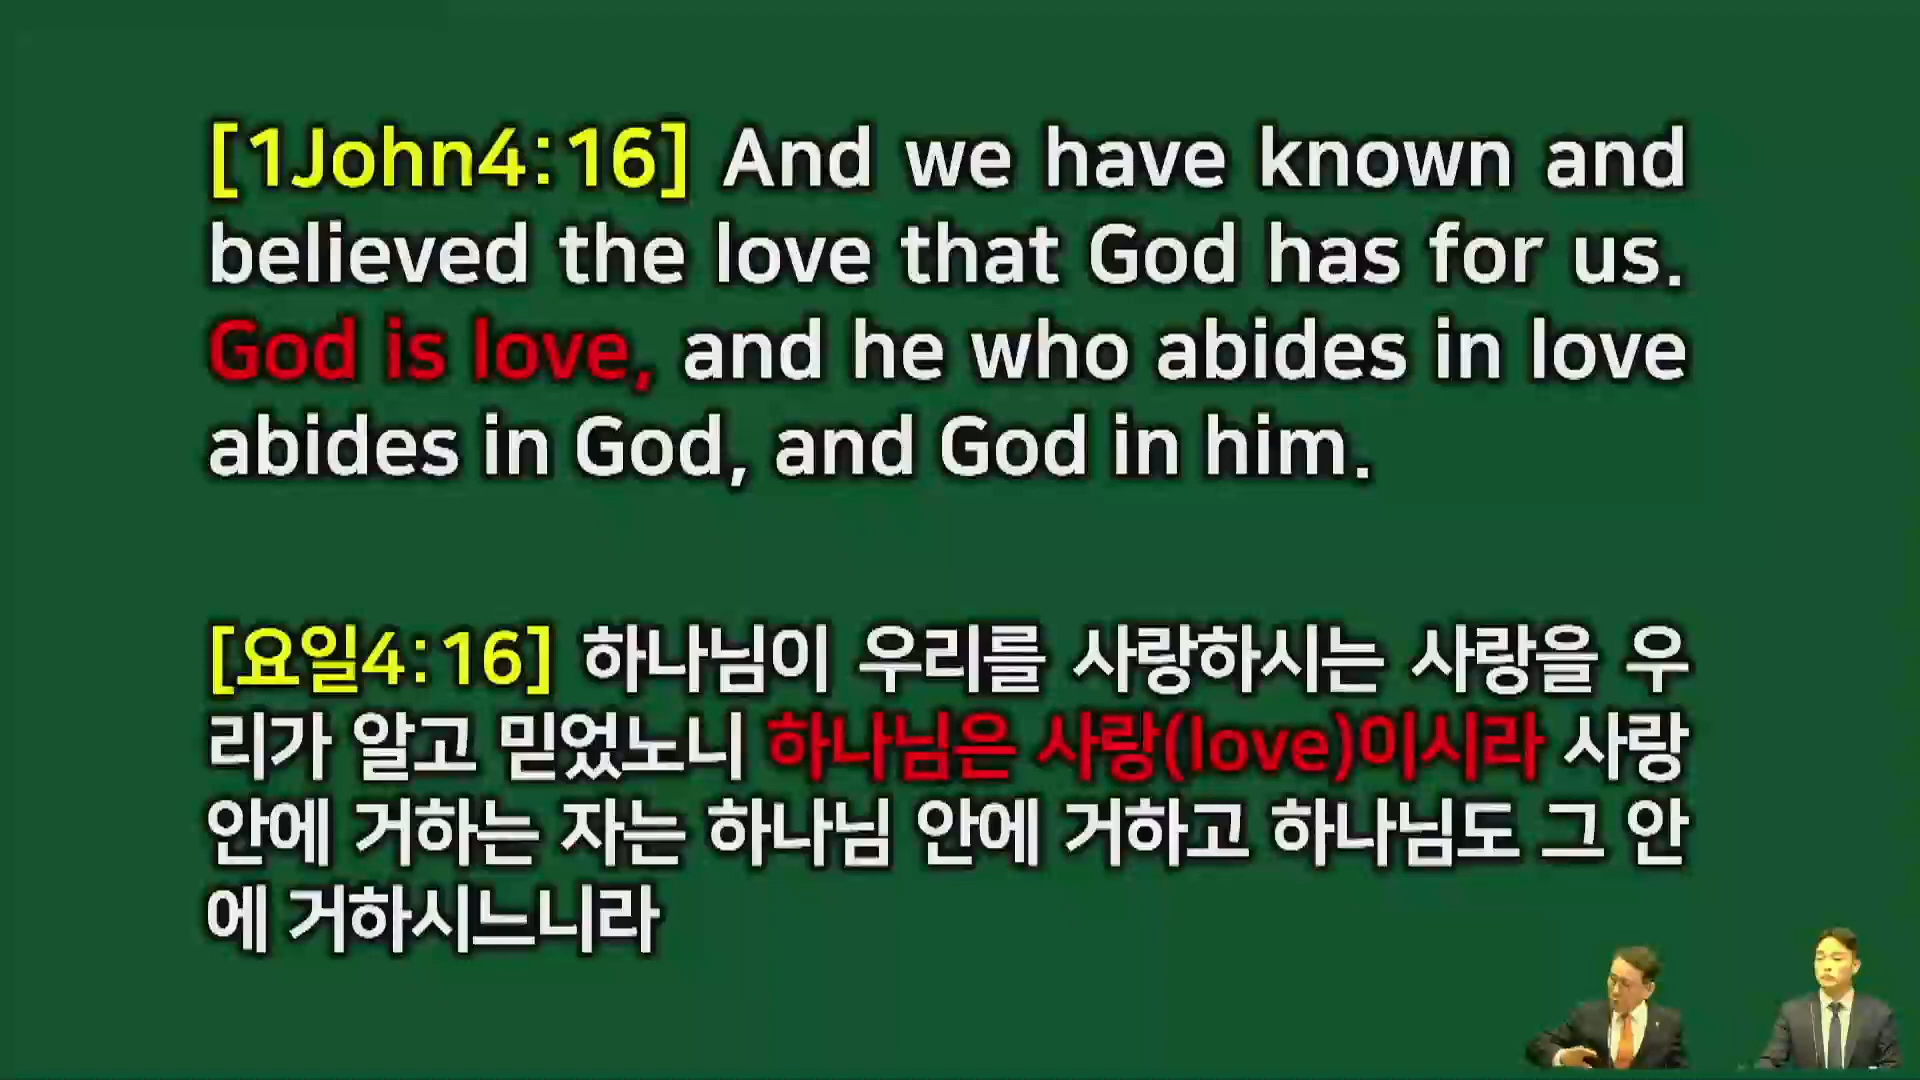 [1John4:16] And we have known and
believed the love that God has for us.
God is love, and he who abides in love
abides in God, and God in him.
[요일4:16] 하나님이 우리를 사랑하시는 사랑을 우
리가 알고 믿었노니 하나님은 사랑(love)이시라 사랑
안에 거하는 자는 하나님 안에 거하고 하나님도 그 안
에 거하시느니라